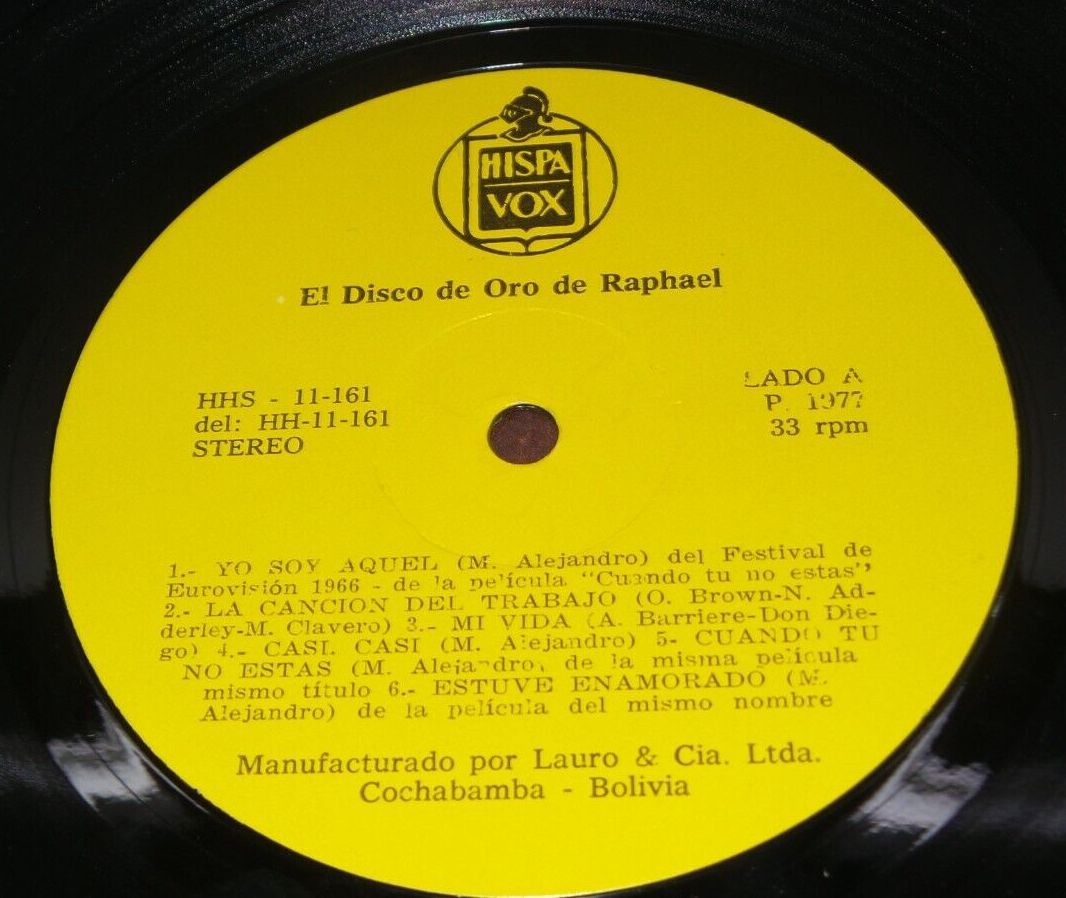 HISPA
VOX
El Disco de Oro de Raphael
HHS - 11-161
del: HH-11-161
STEREO
LADO A
P. 1977
33 rpm
1.- YO SOY AQUEL (M. Alejandro) del Festival de
Eurovisión 1966 - de la película "Cuando tu no estas"
2.- LA CANCION DEL TRABAJO (O. Brown-N. Ad-
derley-M. Clavero) 3.- MI VIDA (A. Barriere-Don Die-
go) 4.- CASI, CASI (M. Alejandro) 5- CUANDO TU
NO ESTAS (M. Alejandro, de la misma película
mismo título 6.- ESTUVE ENAMORADO (M.
Alejandro) de la película del mismo nombre
Manufacturado por Lauro & Cia. Ltda.
Cochabamba - Bolivia